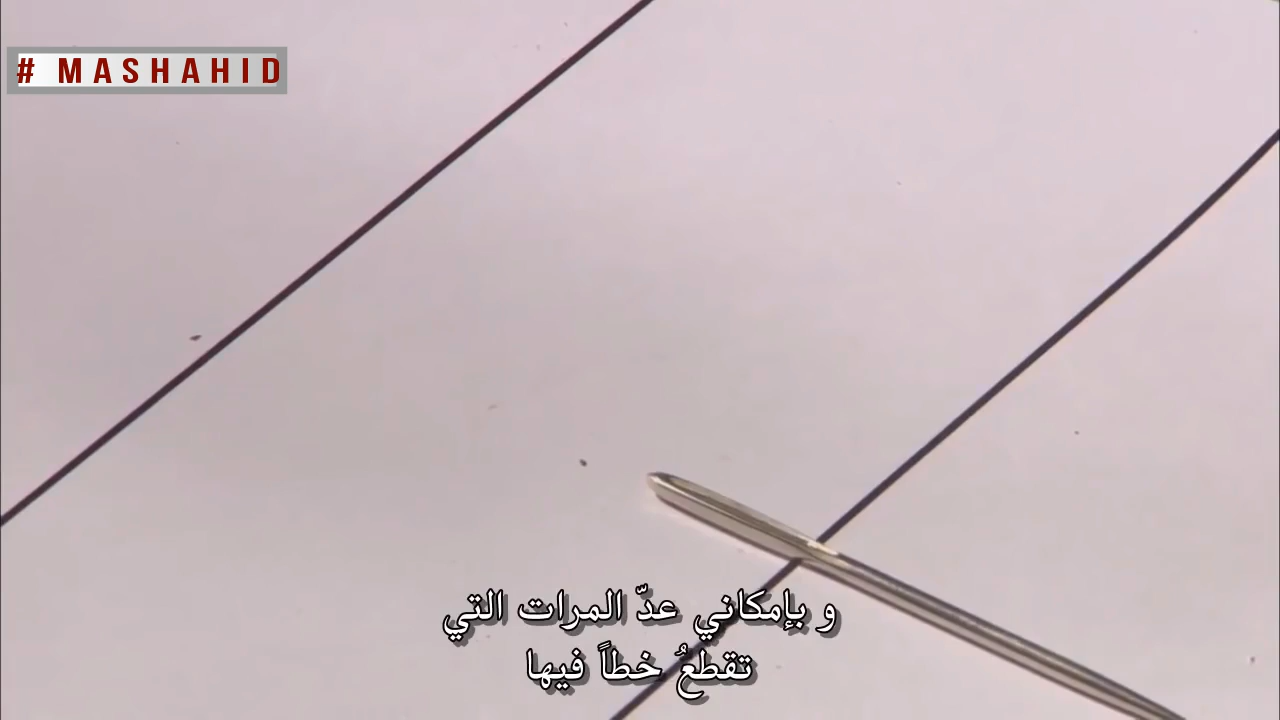 # MASHAHID
و بإمكاني عدّ المرات التي
تقطعُ خطاً فيها